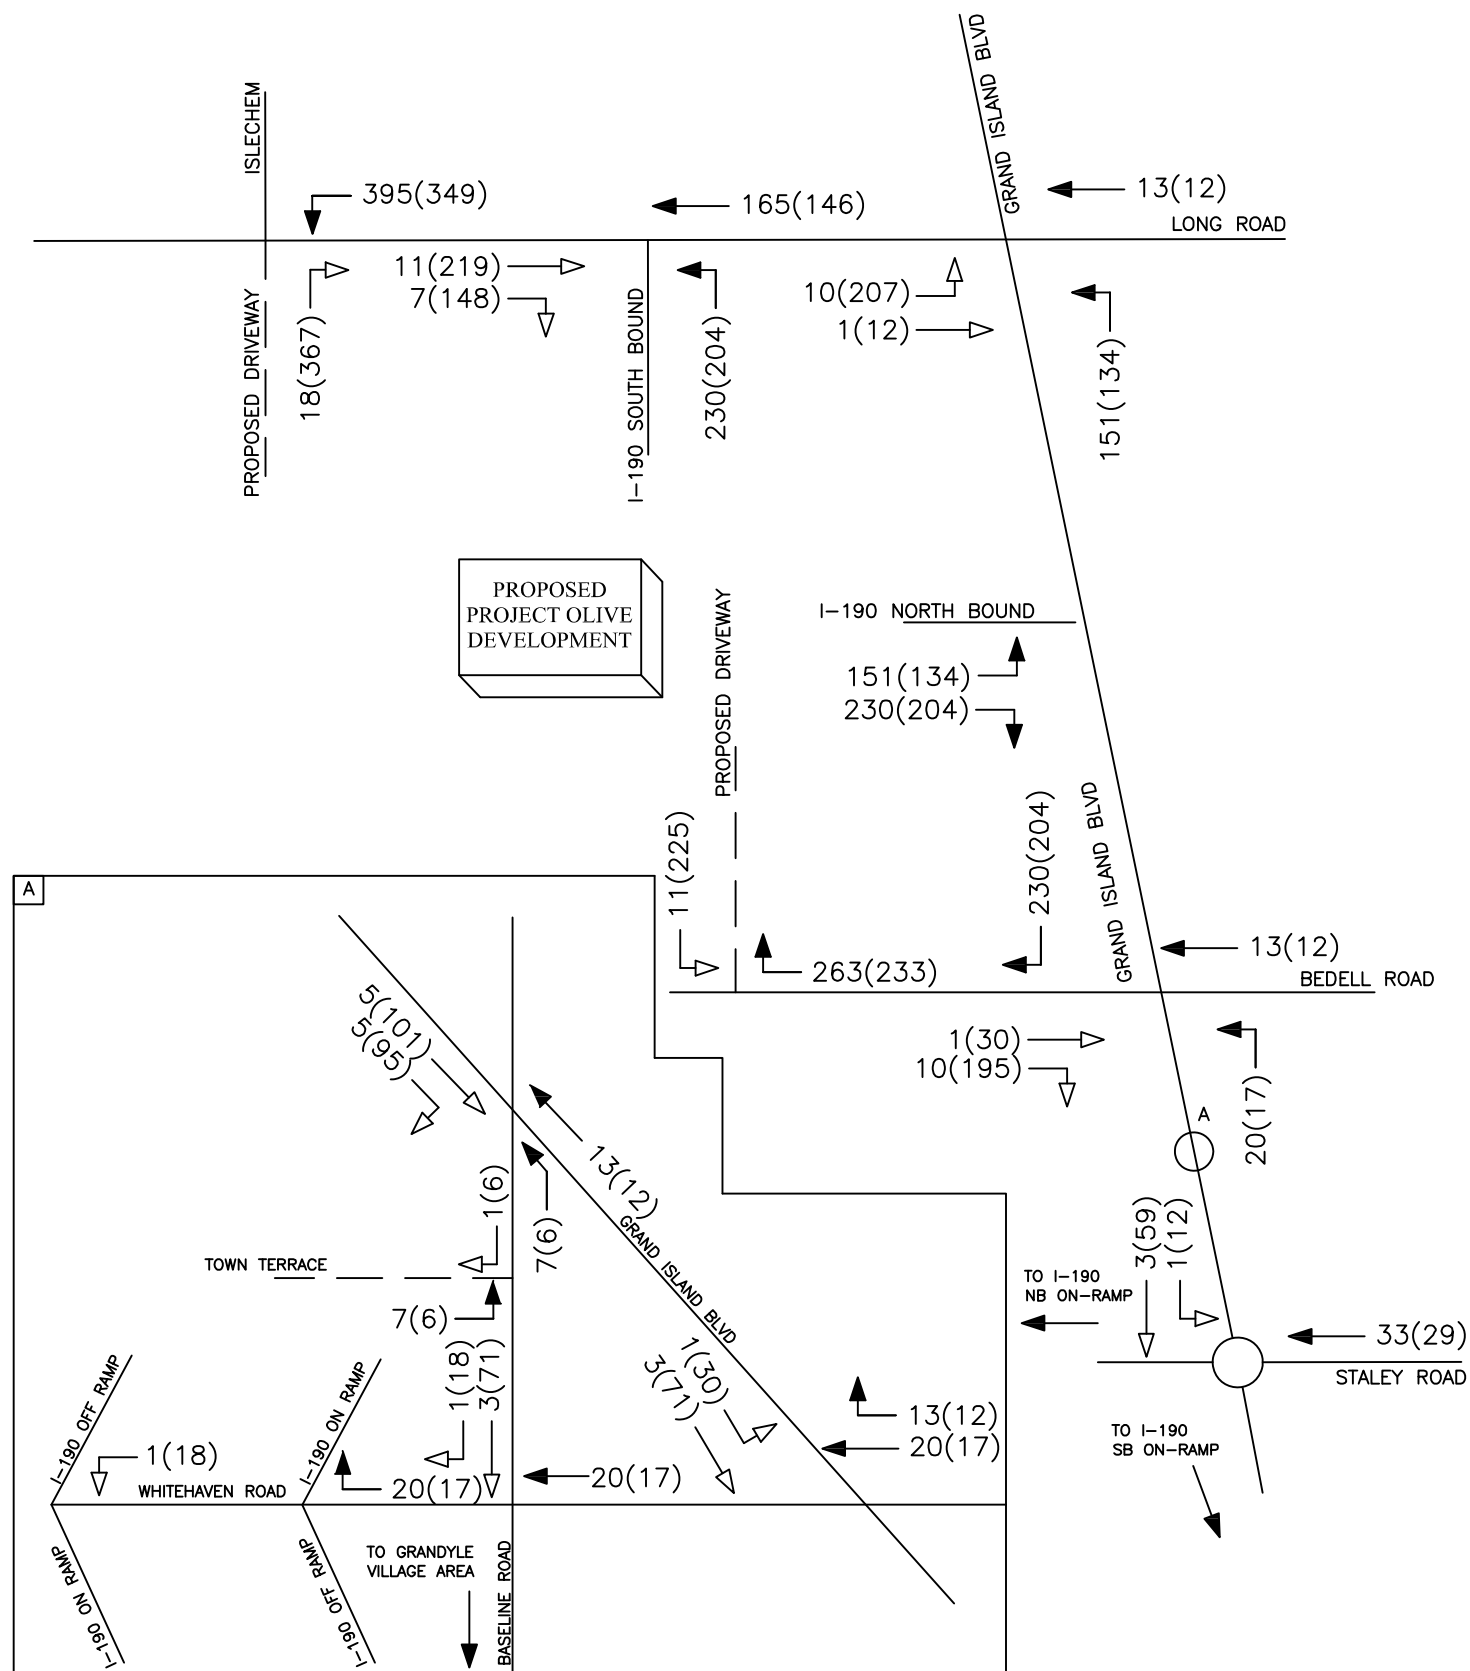 GRAND ISLAND BLVD
ISLECHEM
395(349)
165(146)
13(12)
LONG ROAD
11(219)
7(148)
10(207)
1(12)
PROPOSED DRIVEWAY
18(367)
I-190 SOUTH BOUND
230(204)
151(134)
PROPOSED
PROJECT OLIVE
DEVELOPMENT
PROPOSED DRIVEWAY
I-190 NORTH BOUND
151(134)
230(204)
11(225)
230(204)
GRAND ISLAND BLVD
263(233)
13(12)
BEDELL ROAD
A
5(101)
5(95)
1(30)
10(195)
20(17)
A
13(12)
1(6)
7(6)
GRAND ISLAND BLVD
TOWN TERRACE
7(6)
3(59)
1(12)
TO I-190
NB ON-RAMP
33(29)
STALEY ROAD
1(18)
3(71)
1(30)
3(71)
13(12)
20(17)
I-190 OFF RAMP
I-190 ON RAMP
1(18)
WHITEHAVEN ROAD
20(17)
20(17)
TO I-190
SB ON-RAMP
I-190 ON RAMP
I-190 OFF RAMP
TO GRANDYLE
VILLAGE AREA
BASELINE ROAD